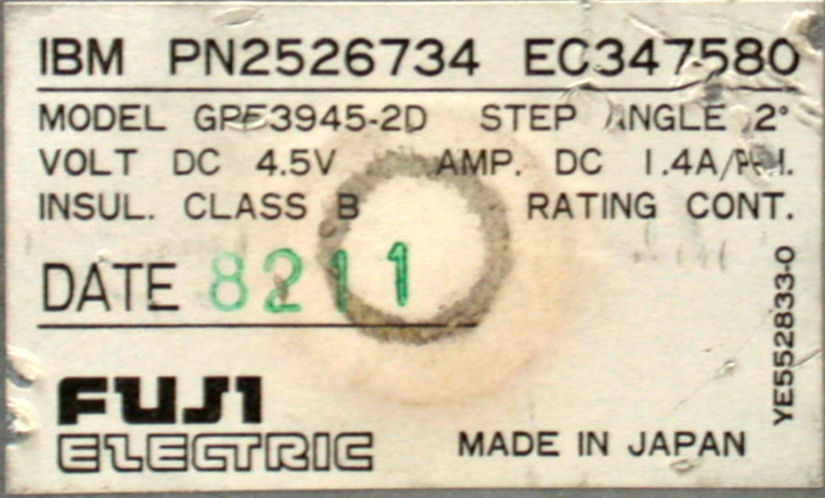 IBM PN2526734 EC347580
MODEL GPF3945-2D STEP ANGLE 2°
VOLT DC 4.5V AMP. DC 1.4A/PH.
INSUL. CLASS B RATING CONT.
DATE 8211
YE552833-0
FUJI
ELECTRIC
MADE IN JAPAN